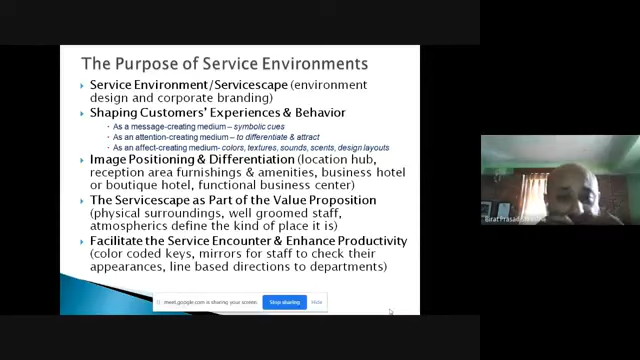 The Purpose of Service Environments
Service Environment/Servicescape (environment
design and corporate branding)
Shaping Customers' Experiences & Behavior
As a message-creating medium – symbolic cues
As an attention-creating medium – to differentiate & attract
As an affect-creating medium- colors, textures, sounds, scents, design layouts
Image Positioning & Differentiation (location hub,
reception area furnishings & amenities, business hotel
or boutique hotel, functional business center)
The Servicescape as Part of the Value Proposition
(physical surroundings, well groomed staff,
atmospherics define the kind of place it is)
Facilitate the Service Encounter & Enhance Productivity
(color coded keys, mirrors for staff to check their
appearances, line based directions to departments)
meet.google.com is sharing your screen.
Stop sharing
Hide
Birat Prasad